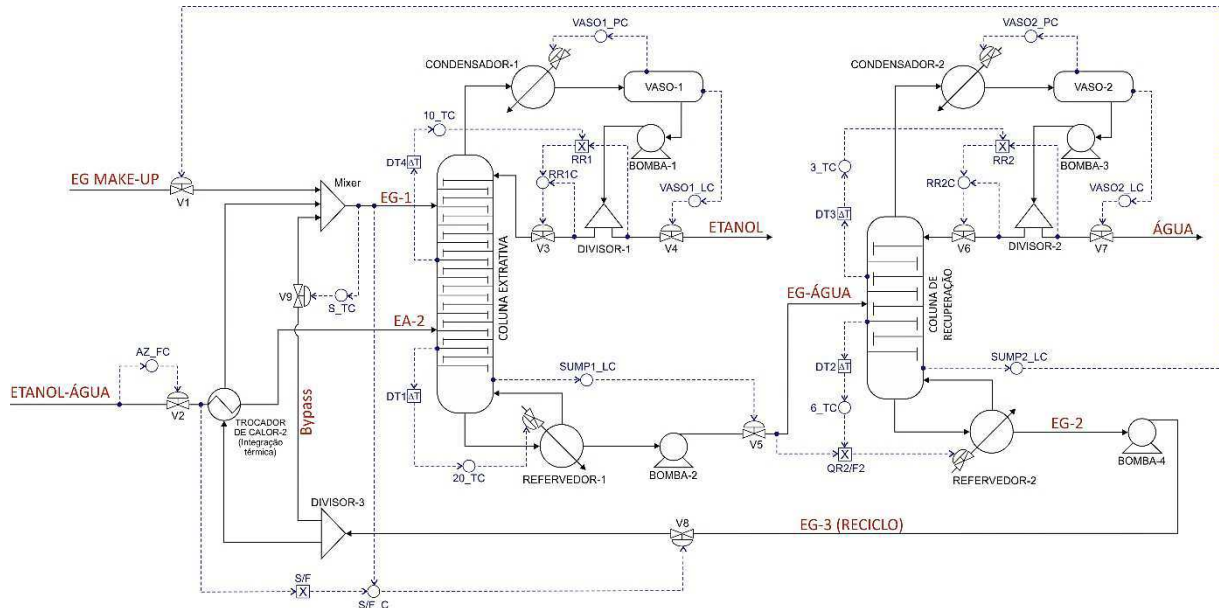 VASO1_PC
VASO2_PC
CONDENSADOR-1
VASO-1
CONDENSADOR-2
VASO-2
10_TC
DT4
ΔT
X
RR1
BOMBA-1
3_TC
X
RR2
BOMBA-3
EG MAKE-UP
V1
Mixer
EG-1
RR1C
VASO1_LC
RR2C
VASO2_LC
DT3
ΔT
ETANOL
ÁGUA
V3
DIVISOR-1
V4
V6
DIVISOR-2
V7
COLUNA EXTRATIVA
COLUNA DE
RECUPERAÇÃO
EG-ÁGUA
V9
S_TC
EA-2
AZ_FC
SUMP1_LC
DT2
ΔT
SUMP2_LC
ETANOL-ÁGUA
V2
Bypass
DT1
ΔT
6_TC
TROCADOR
DE CALOR-2
(Integração
térmica)
V5
EG-2
X
QR2/F2
20_TC
REFERVEDOR-1
BOMBA-2
REFERVEDOR-2
BOMBA-4
DIVISOR-3
V8
EG-3 (RECICLO)
S/F
X
S/F_C